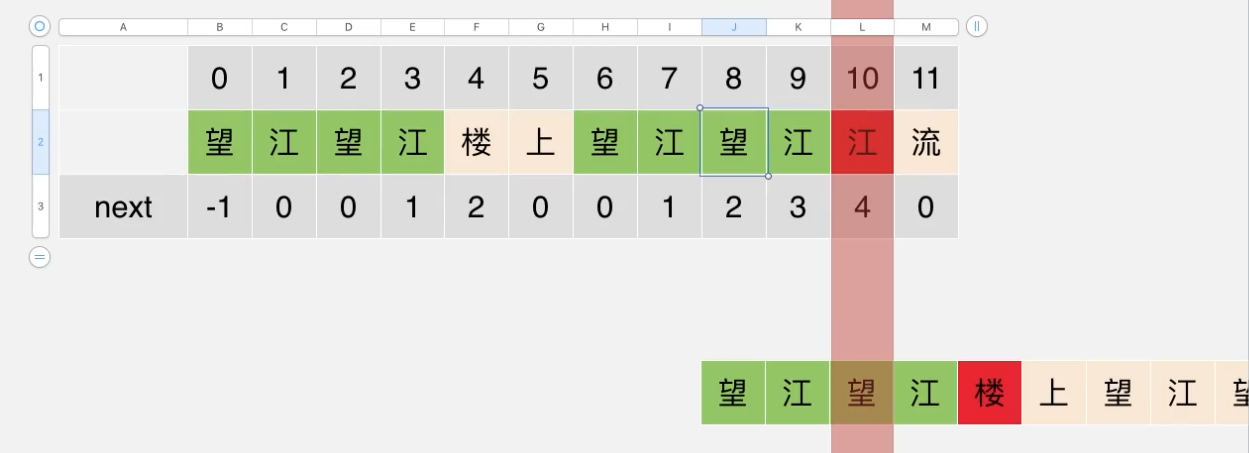 A B C D E F G H I J K L M
1 0 1 2 3 4 5 6 7 8 9 10 11
2 望 江 望 江 楼 上 望 江 望 江 江 流
3 next -1 0 0 1 2 0 0 1 2 3 4 0
望 江 望 江 楼 上 望 江